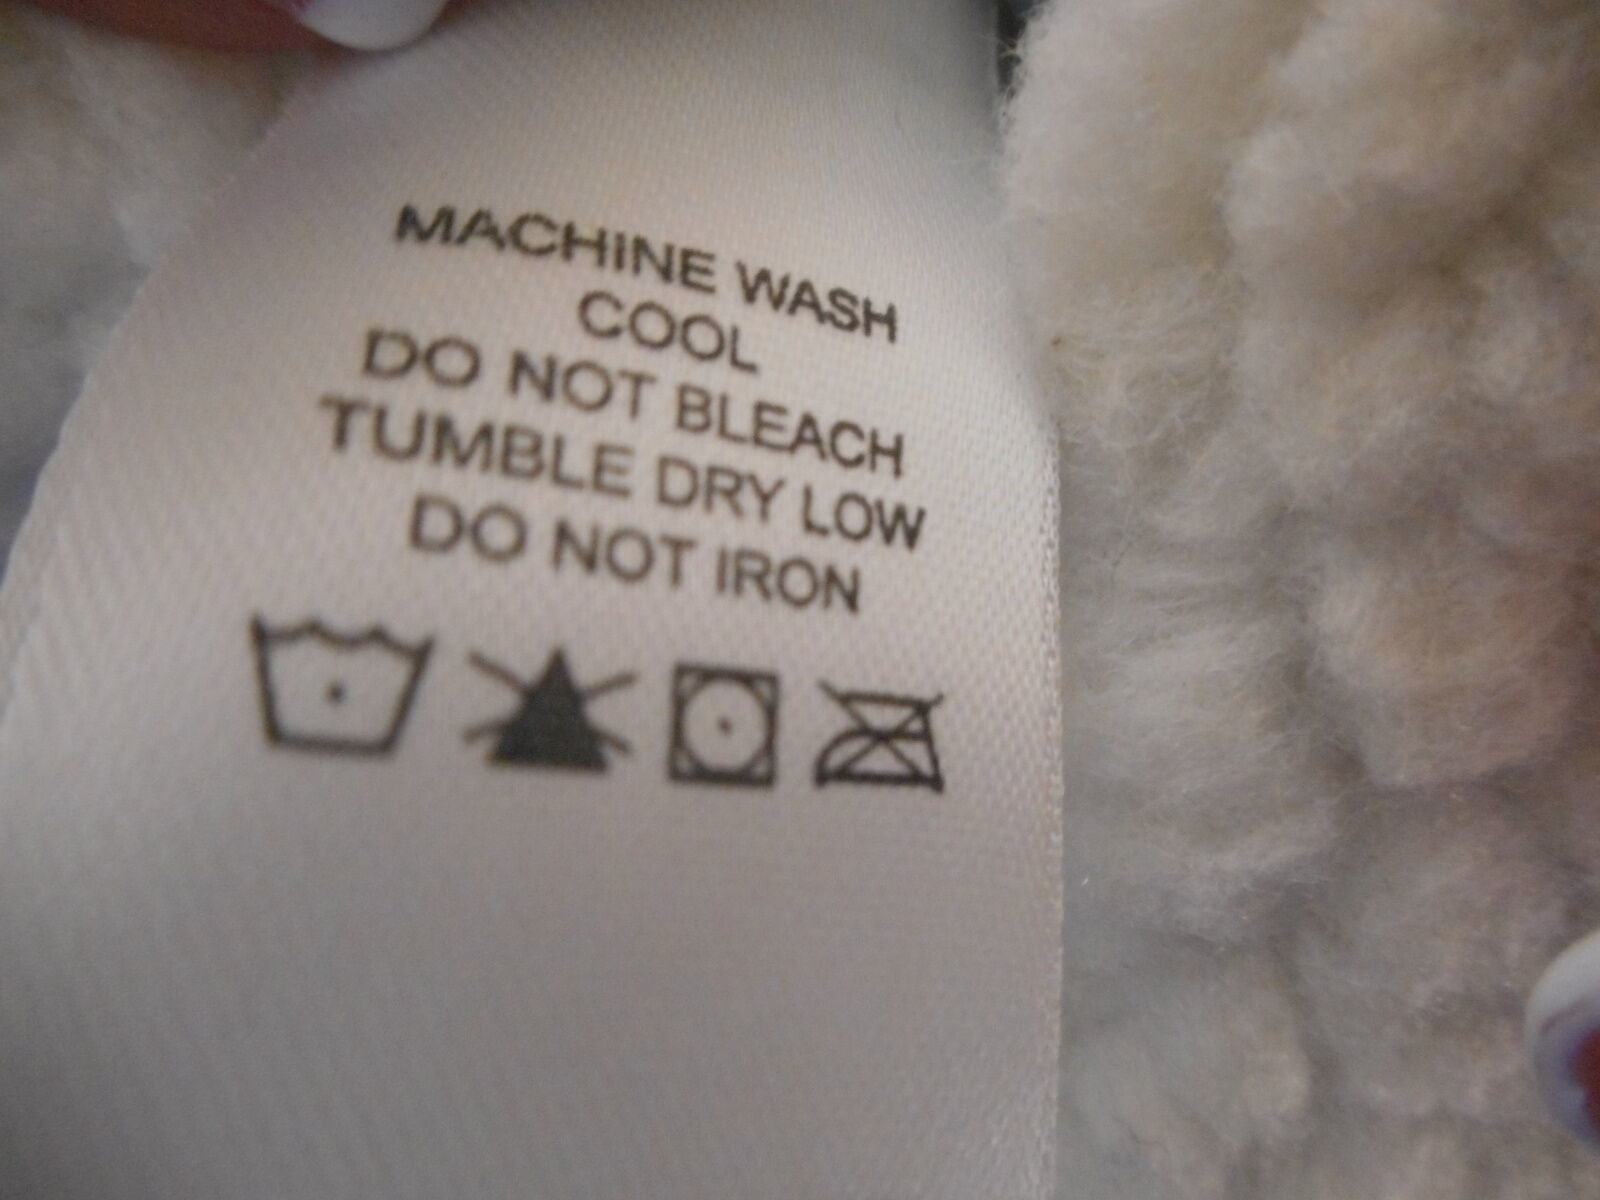 MACHINE WASH
COOL
DO NOT BLEACH
TUMBLE DRY LOW
DO NOT IRON